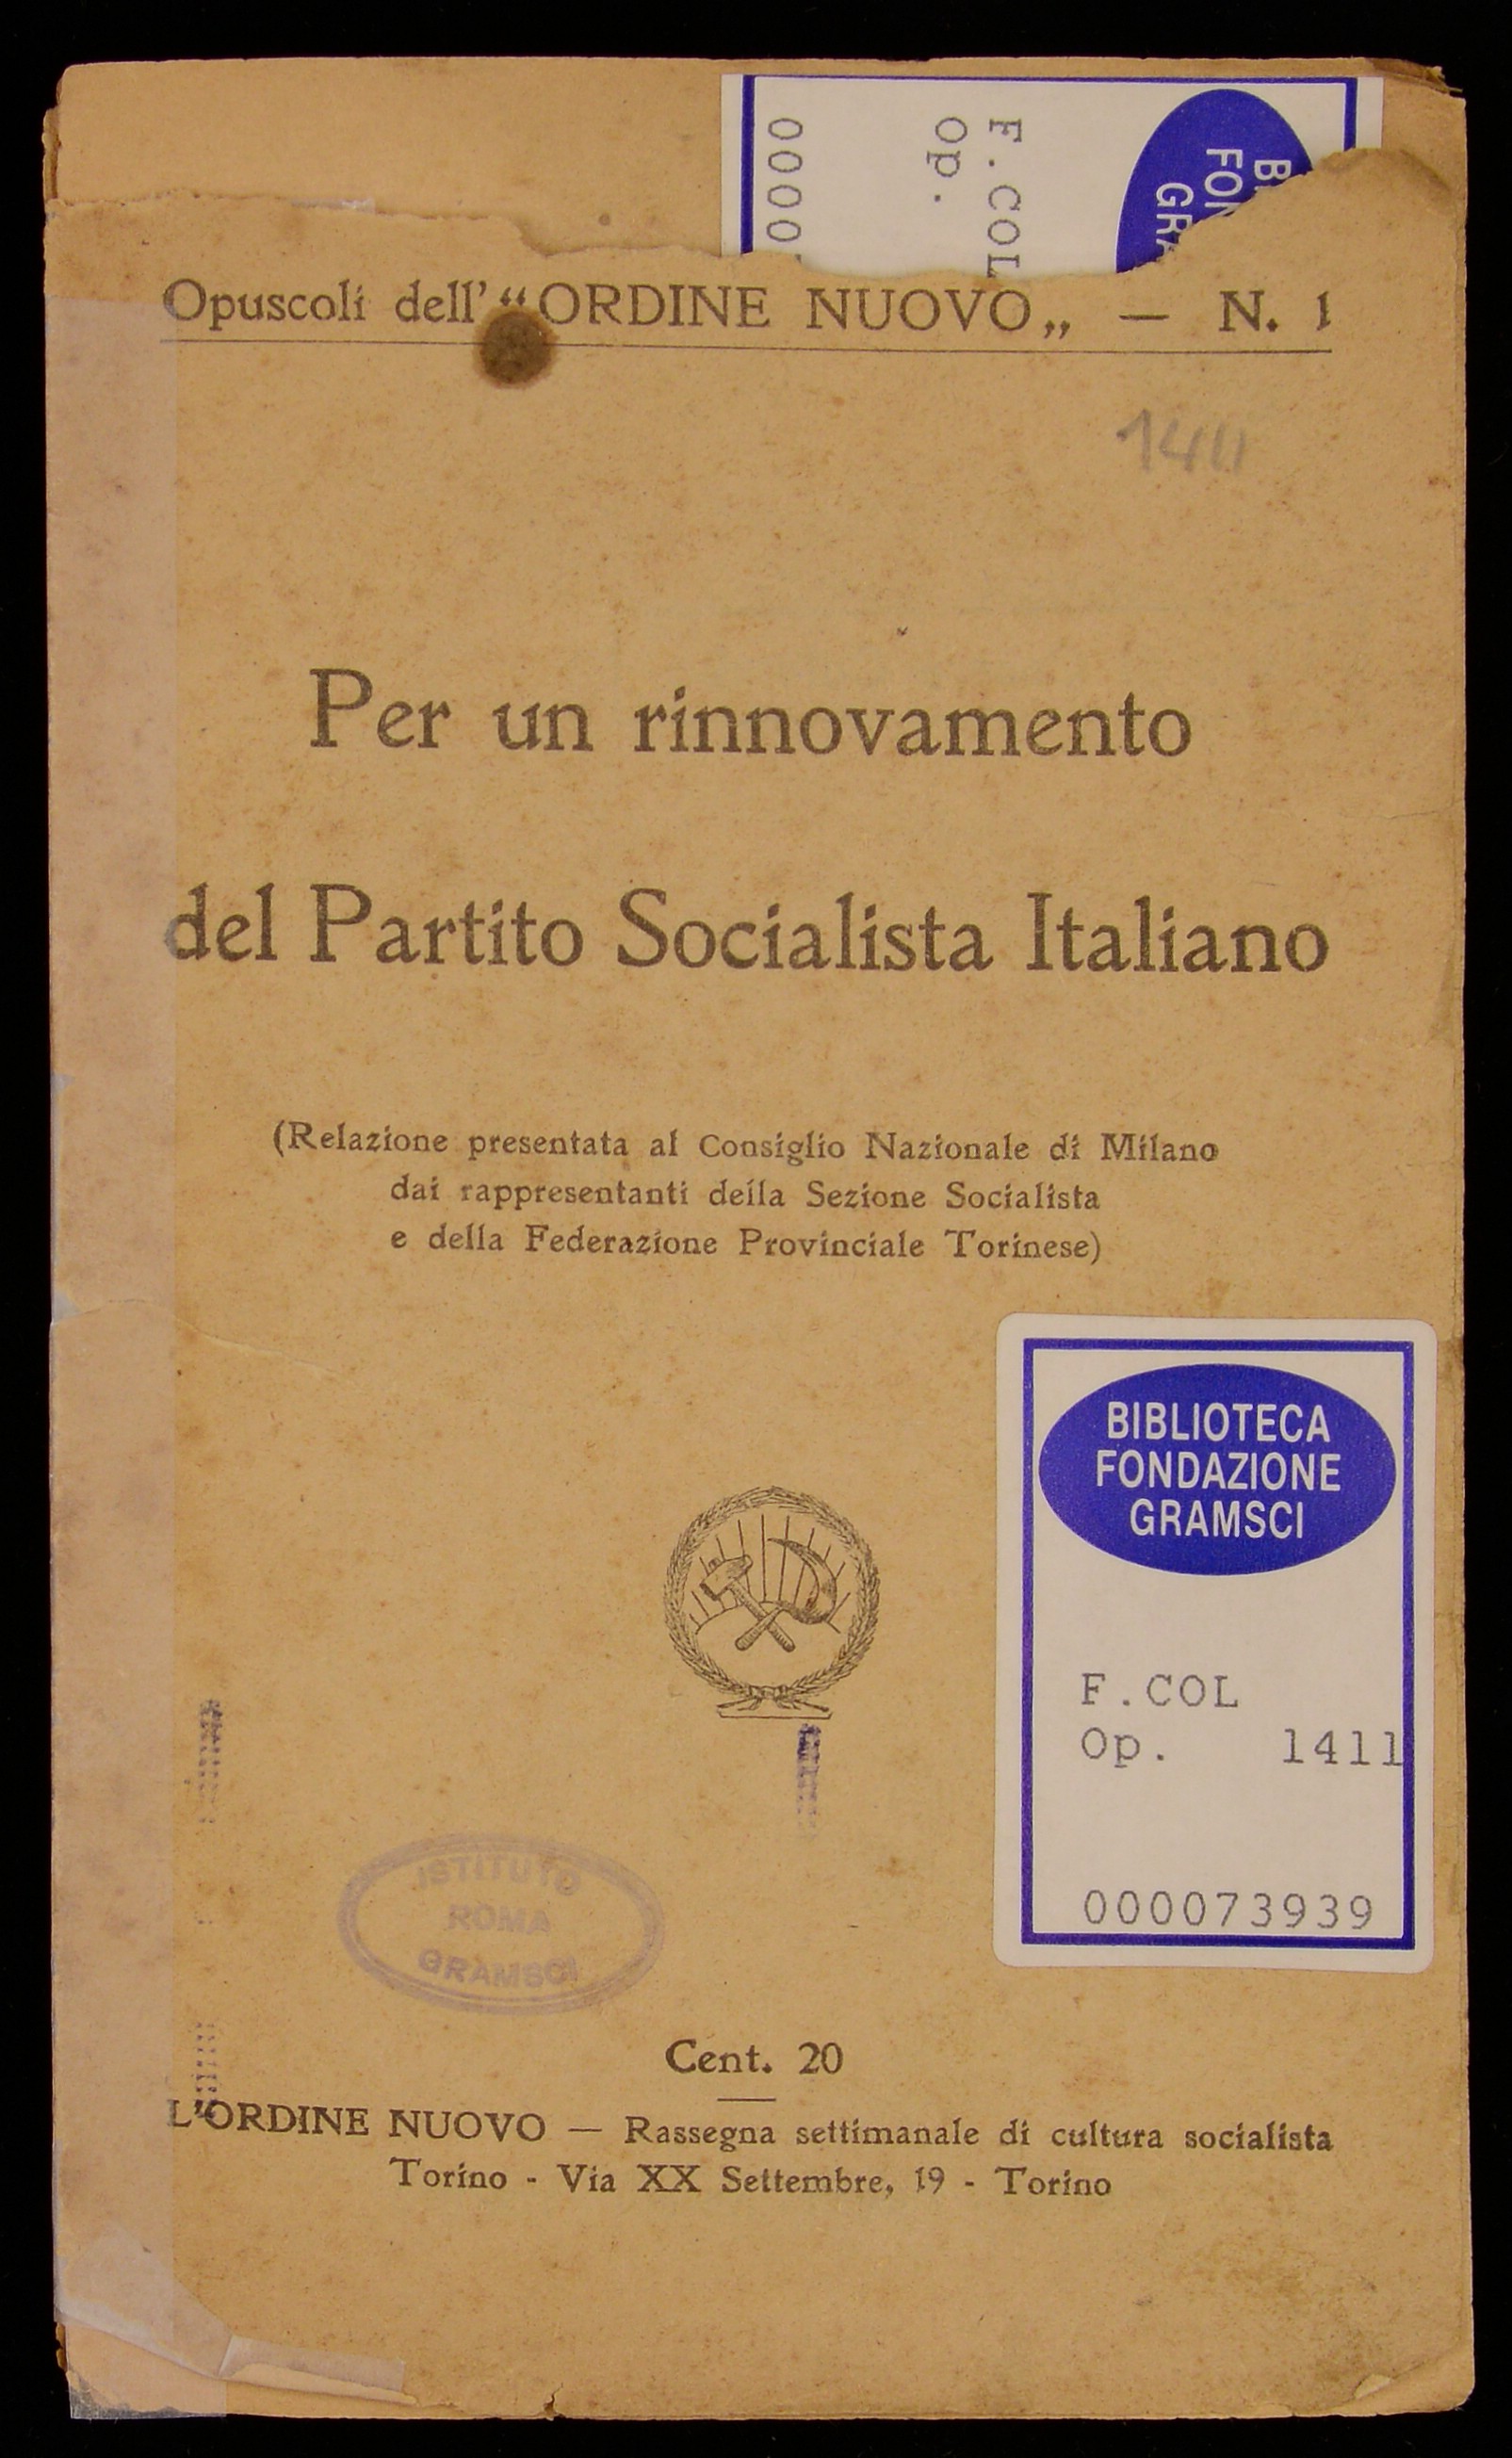 0000
Op.
F.COL
Opuscoli dell' “ORDINE NUOVO„ — N. 1
1411
Per un rinnovamento
del Partito Socialista Italiano
(Relazione presentata al Consiglio Nazionale di Milano
dai rappresentanti della Sezione Socialista
e della Federazione Provinciale Torinese)
BIBLIOTECA
FONDAZIONE
GRAMSCI
F.COL
Op. 1411
000073939
ISTITUTO
ROMA
GRAMSCI
Cent. 20
L'ORDINE NUOVO — Rassegna settimanale di cultura socialista
Torino - Via XX Settembre, 19 - Torino